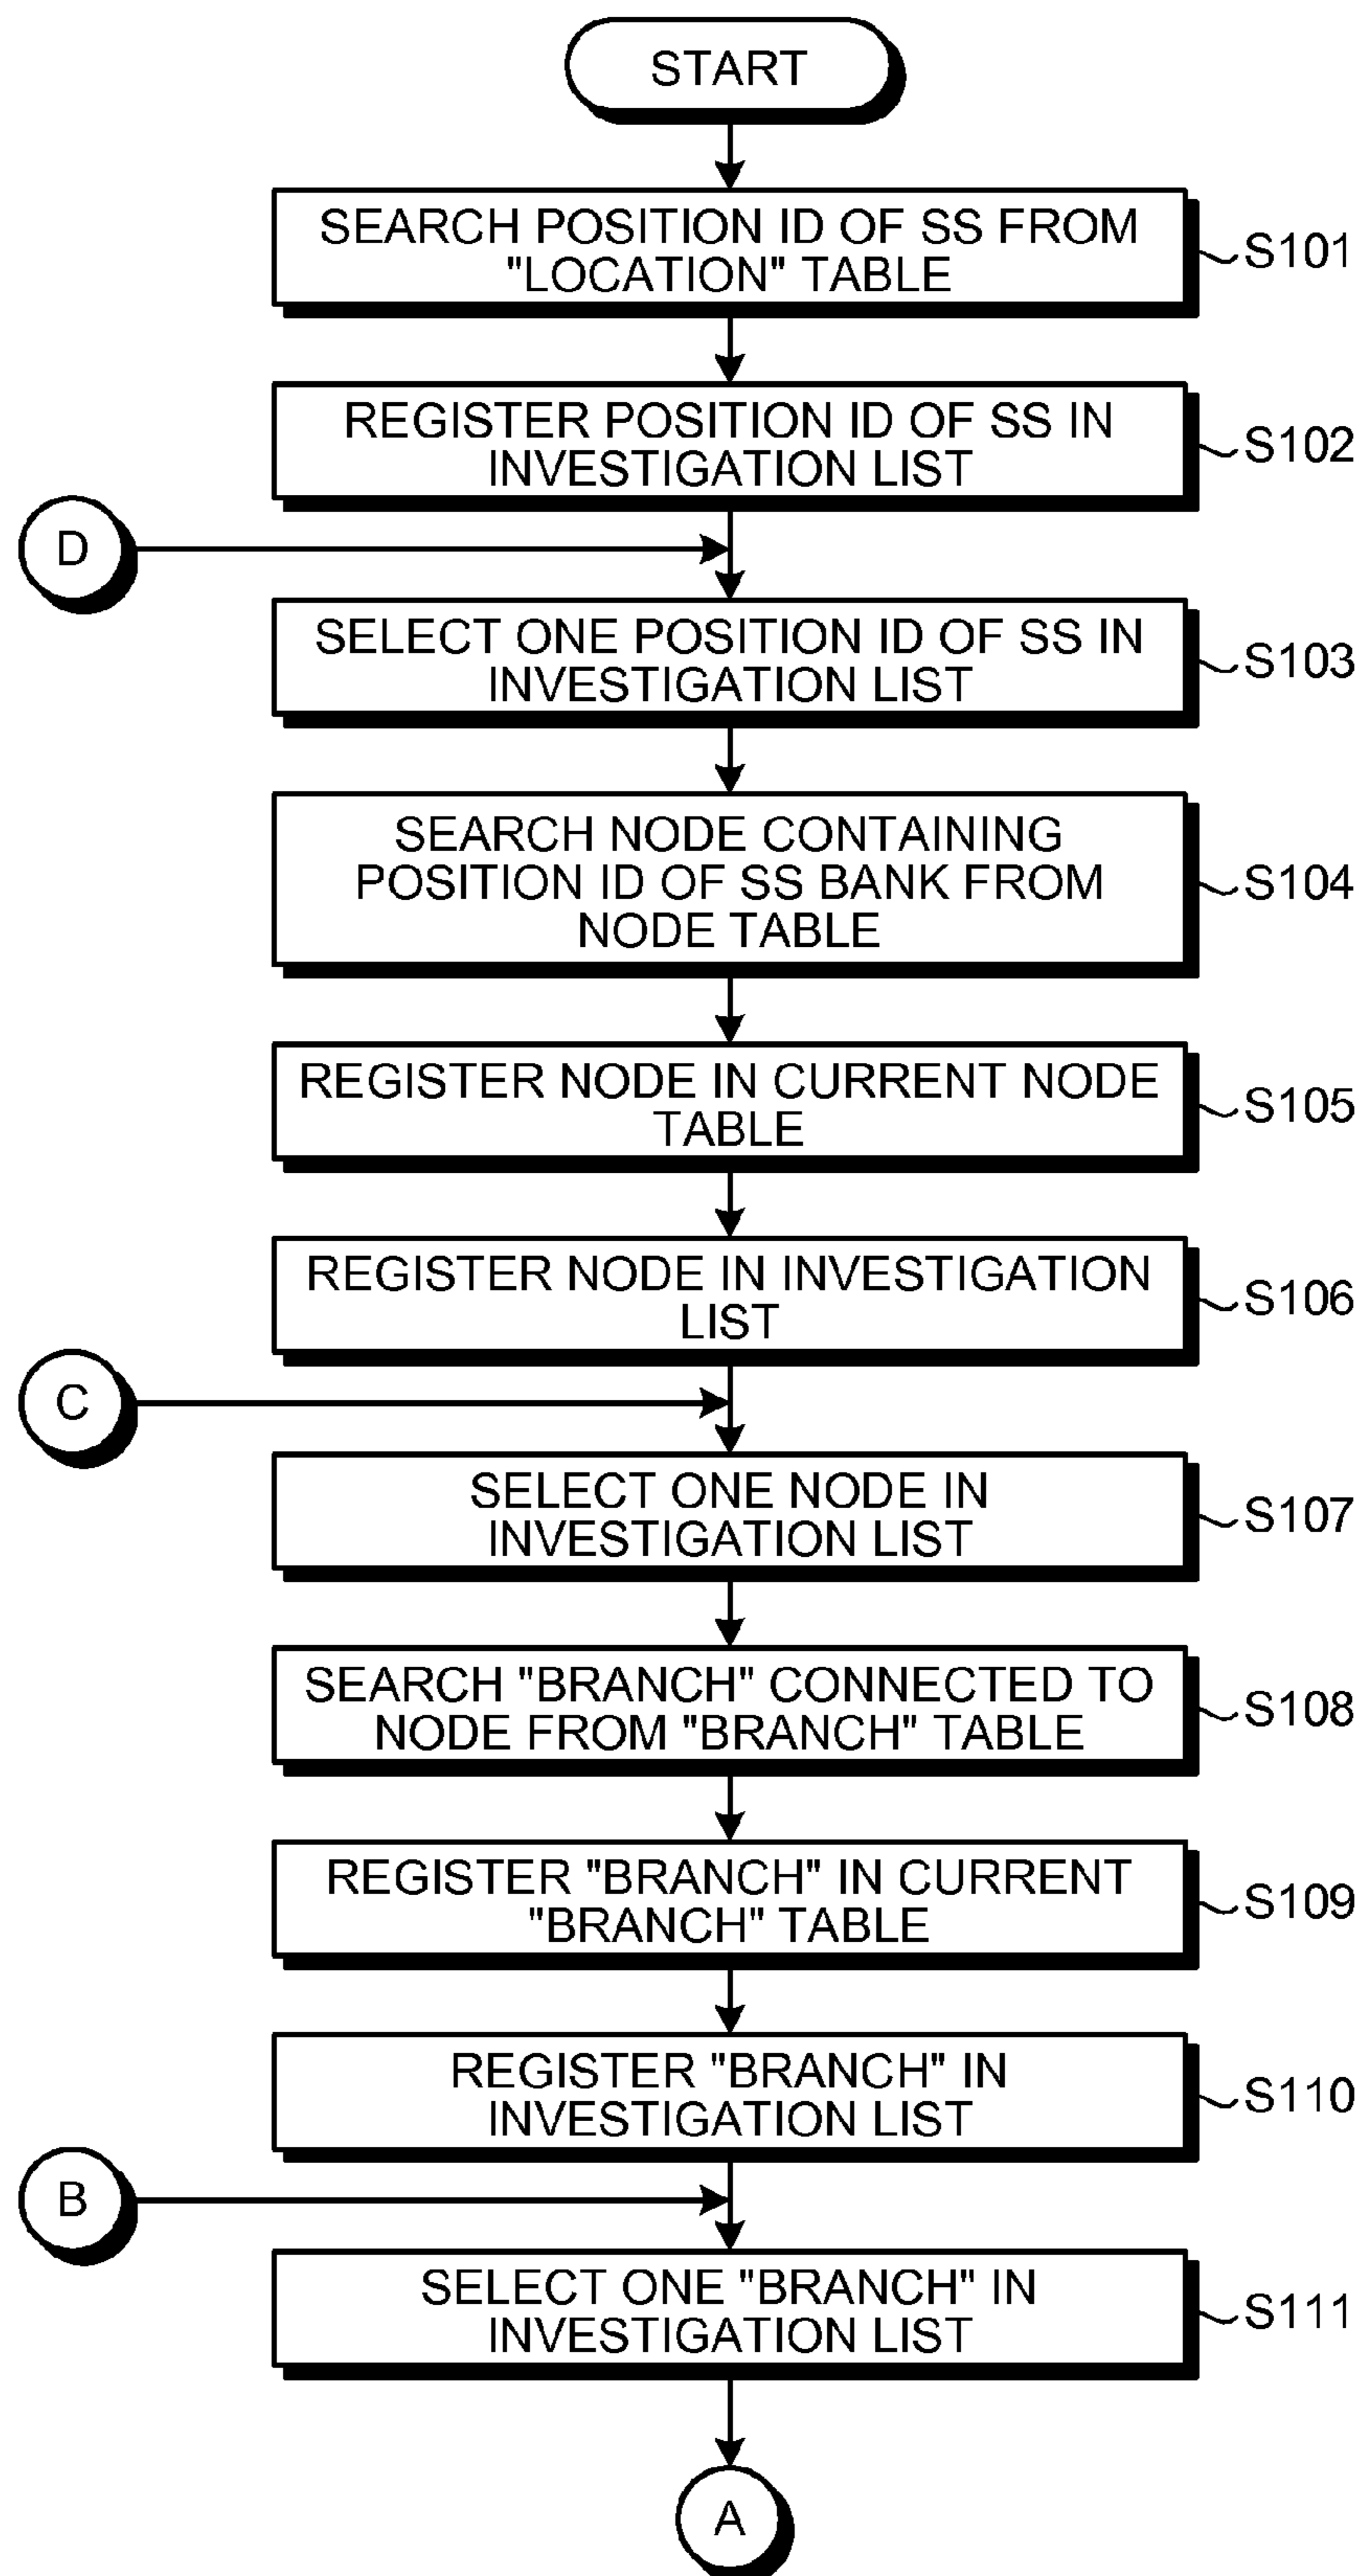 START
SEARCH POSITION ID OF SS FROM
"LOCATION" TABLE
S101
REGISTER POSITION ID OF SS IN
INVESTIGATION LIST
S102
D
SELECT ONE POSITION ID OF SS IN
INVESTIGATION LIST
S103
SEARCH NODE CONTAINING
POSITION ID OF SS BANK FROM
NODE TABLE
S104
REGISTER NODE IN CURRENT NODE
TABLE
S105
REGISTER NODE IN INVESTIGATION
LIST
S106
C
SELECT ONE NODE IN
INVESTIGATION LIST
S107
SEARCH "BRANCH" CONNECTED TO
NODE FROM "BRANCH" TABLE
S108
REGISTER "BRANCH" IN CURRENT
"BRANCH" TABLE
S109
REGISTER "BRANCH" IN
INVESTIGATION LIST
S110
B
SELECT ONE "BRANCH" IN
INVESTIGATION LIST
S111
A